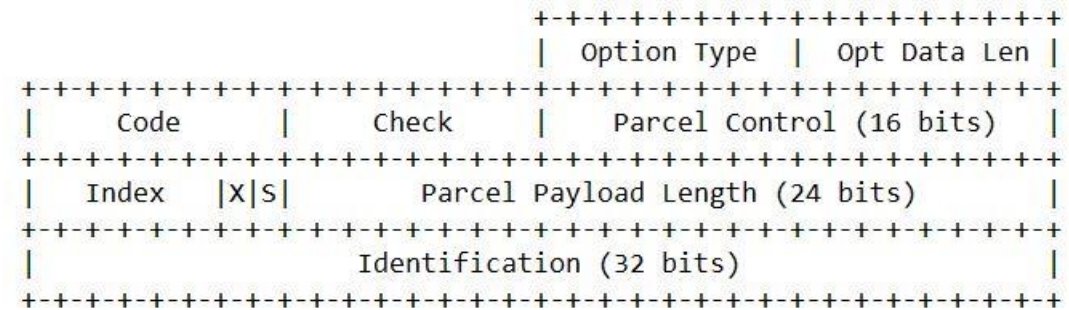 +-+-+-+-+-+-+-+-+-+-+-+-+-+-+-+-+
| Option Type | Opt Data Len |
+-+-+-+-+-+-+-+-+-+-+-+-+-+-+-+-+-+-+-+-+-+-+-+-+-+-+-+-+-+-+-+-+
| Code | Check | Parcel Control (16 bits) |
+-+-+-+-+-+-+-+-+-+-+-+-+-+-+-+-+-+-+-+-+-+-+-+-+-+-+-+-+-+-+-+-+
| Index |X|S| Parcel Payload Length (24 bits) |
+-+-+-+-+-+-+-+-+-+-+-+-+-+-+-+-+-+-+-+-+-+-+-+-+-+-+-+-+-+-+-+-+
| Identification (32 bits) |
+-+-+-+-+-+-+-+-+-+-+-+-+-+-+-+-+-+-+-+-+-+-+-+-+-+-+-+-+-+-+-+-+